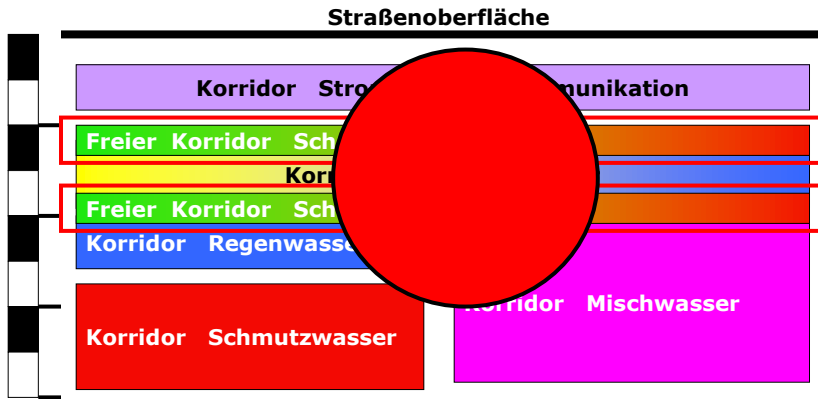 Straßenoberfläche
Korridor Stro munikation
Freier Korridor Sch
Korr
Freier Korridor Sch
Korridor Regenwasse
Korridor Mischwasser
Korridor Schmutzwasser